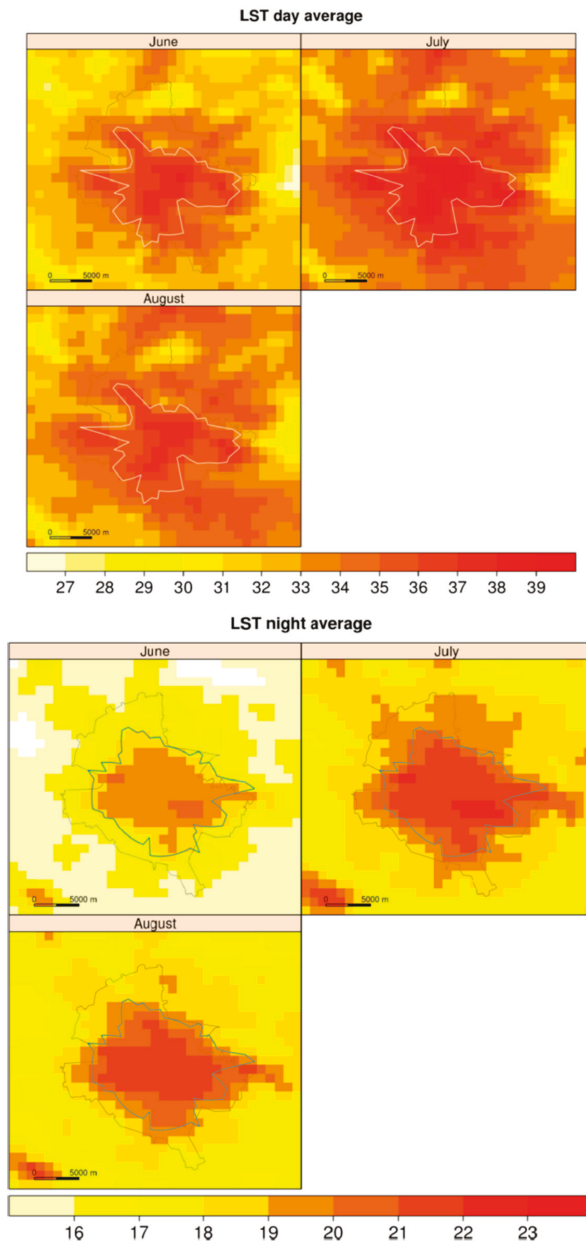 LST day average
June July
0 5000 m 0 5000 m
August
0 5000 m
27 28 29 30 31 32 33 34 35 36 37 38 39
LST night average
June July
0 5000 m 0 5000 m
August
0 5000 m
16 17 18 19 20 21 22 23